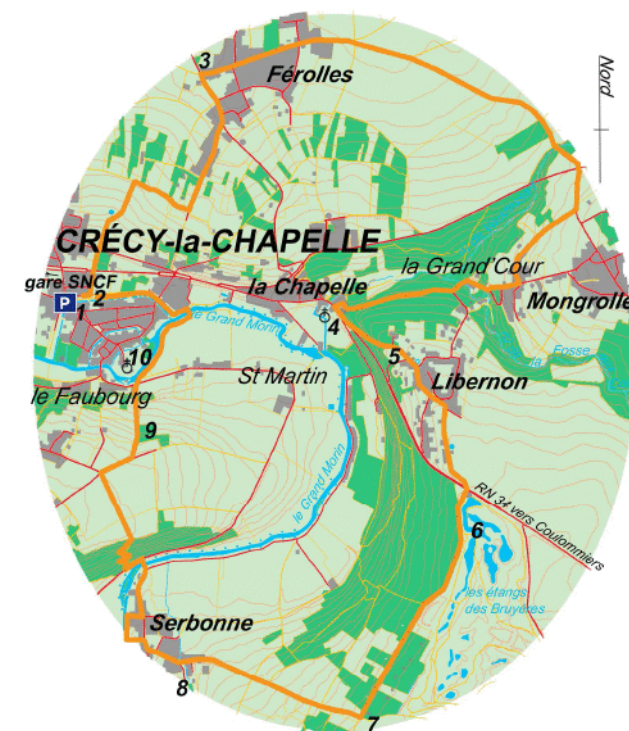 3
Férolles
Nord
CRÉCY-la-CHAPELLE
gare SNCF
P
1
2
la Chapelle
la Grand'Cour
Mongrolle
le Grand Morin
4
10
St Martin
5
Libernon
la Fosse
le Faubourg
9
le Grand Morin
RN 34 vers Coulommiers
6
les étangs
des Bruyères
Serbonne
8
7